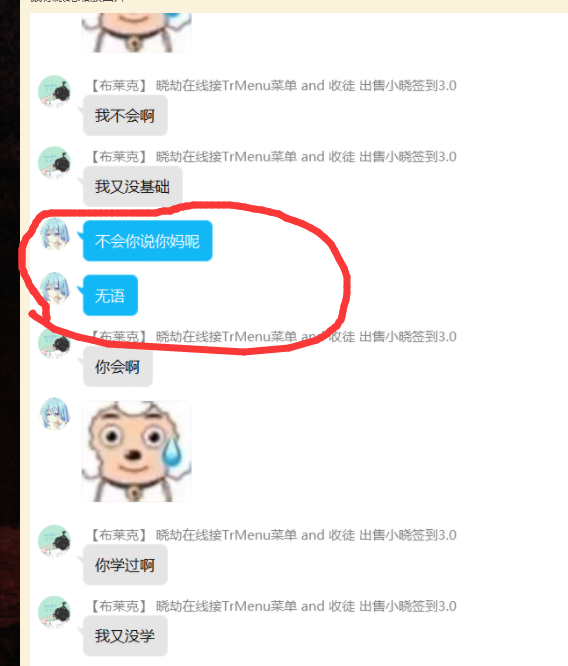 【布莱克】 晓劫在线接TrMenu菜单 and 收徒 出售小晓签到3.0
我不会啊
【布莱克】 晓劫在线接TrMenu菜单 and 收徒 出售小晓签到3.0
我又没基础
不会你说你妈呢
无语
【布莱克】 晓劫在线接TrMenu菜单 and 收徒 出售小晓签到3.0
你会啊
【布莱克】 晓劫在线接TrMenu菜单 and 收徒 出售小晓签到3.0
你学过啊
【布莱克】 晓劫在线接TrMenu菜单 and 收徒 出售小晓签到3.0
我又没学